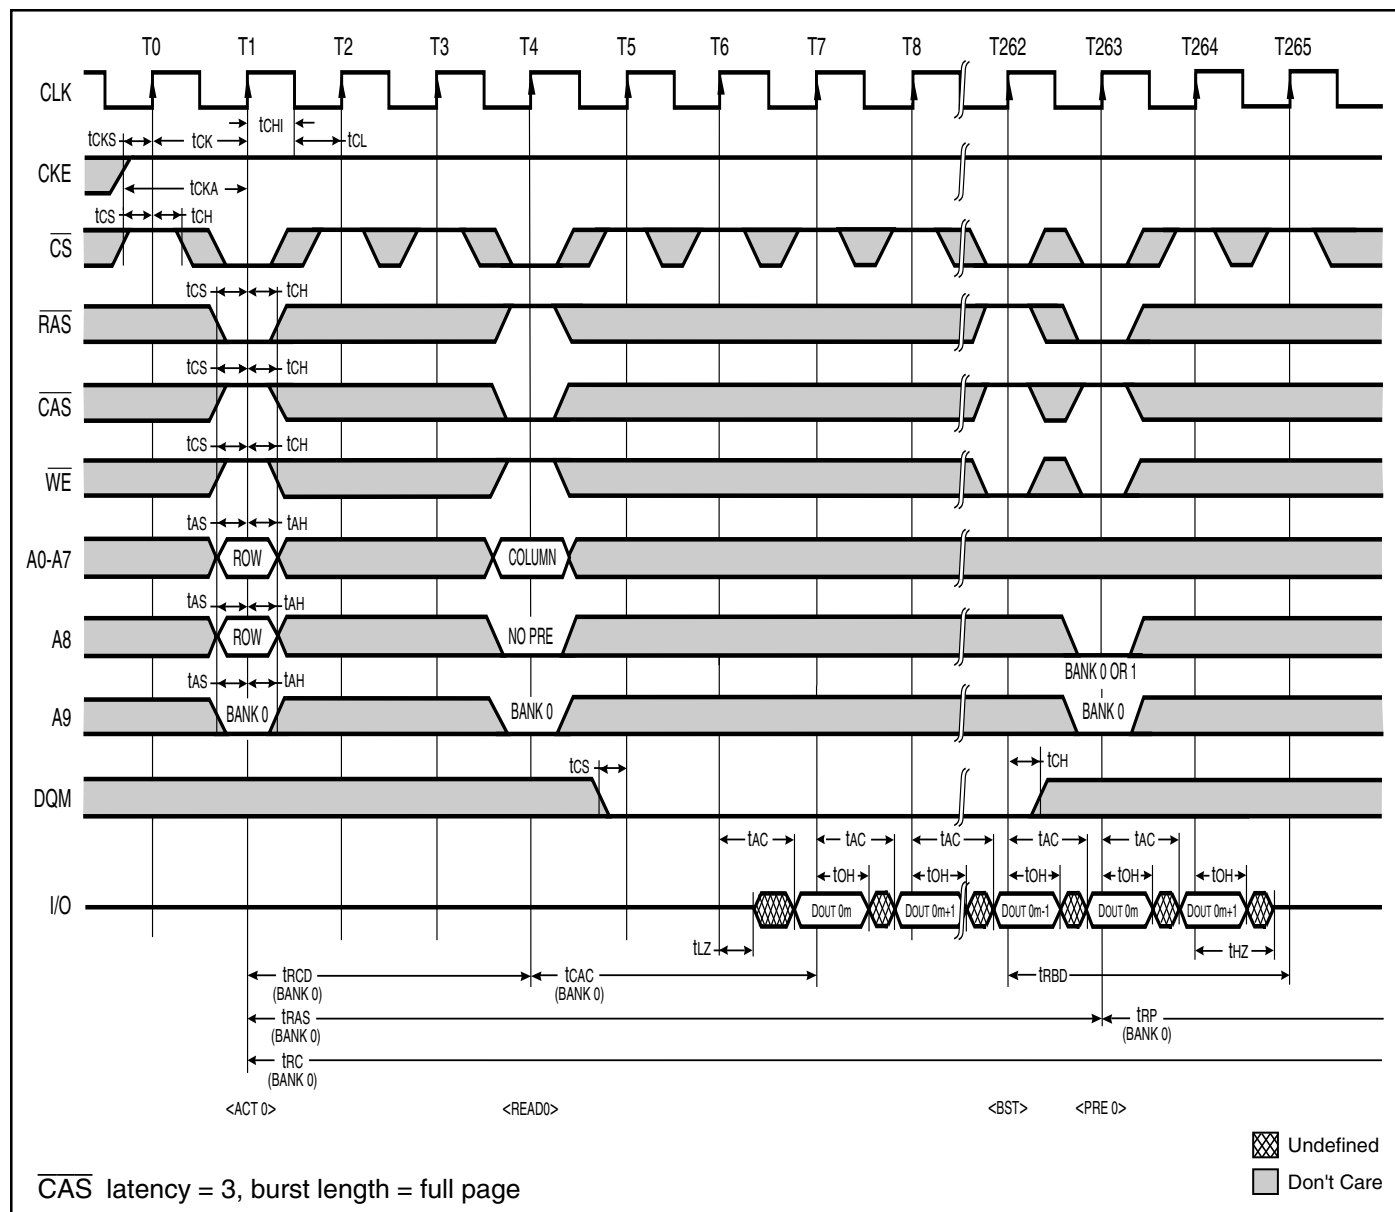 T0 T1 T2 T3 T4 T5 T6 T7 T8 T262 T263 T264 T265
CLK
tCHI
tCKS tCK tCL
CKE
tCKA
tCS tCH
CS
tCS tCH
RAS
tCS tCH
CAS
tCS tCH
WE
tAS tAH
A0-A7 ROW COLUMN
tAS tAH
A8 ROW NO PRE
BANK 0 OR 1
tAS tAH
A9 BANK 0 BANK 0 BANK 0
tCS tCH
DQM
tAC tAC tAC tAC tAC
tOH tOH tOH tOH tOH
I/O DOUT 0m DOUT 0m+1 DOUT 0m-1 DOUT 0m DOUT 0m+1
tLZ tHZ
tRCD tCAC tRBD
(BANK 0) (BANK 0)
tRAS tRP
(BANK 0) (BANK 0)
tRC
(BANK 0)
<ACT 0> <READ0> <BST> <PRE 0>
Undefined
Don't Care
CAS latency = 3, burst length = full page